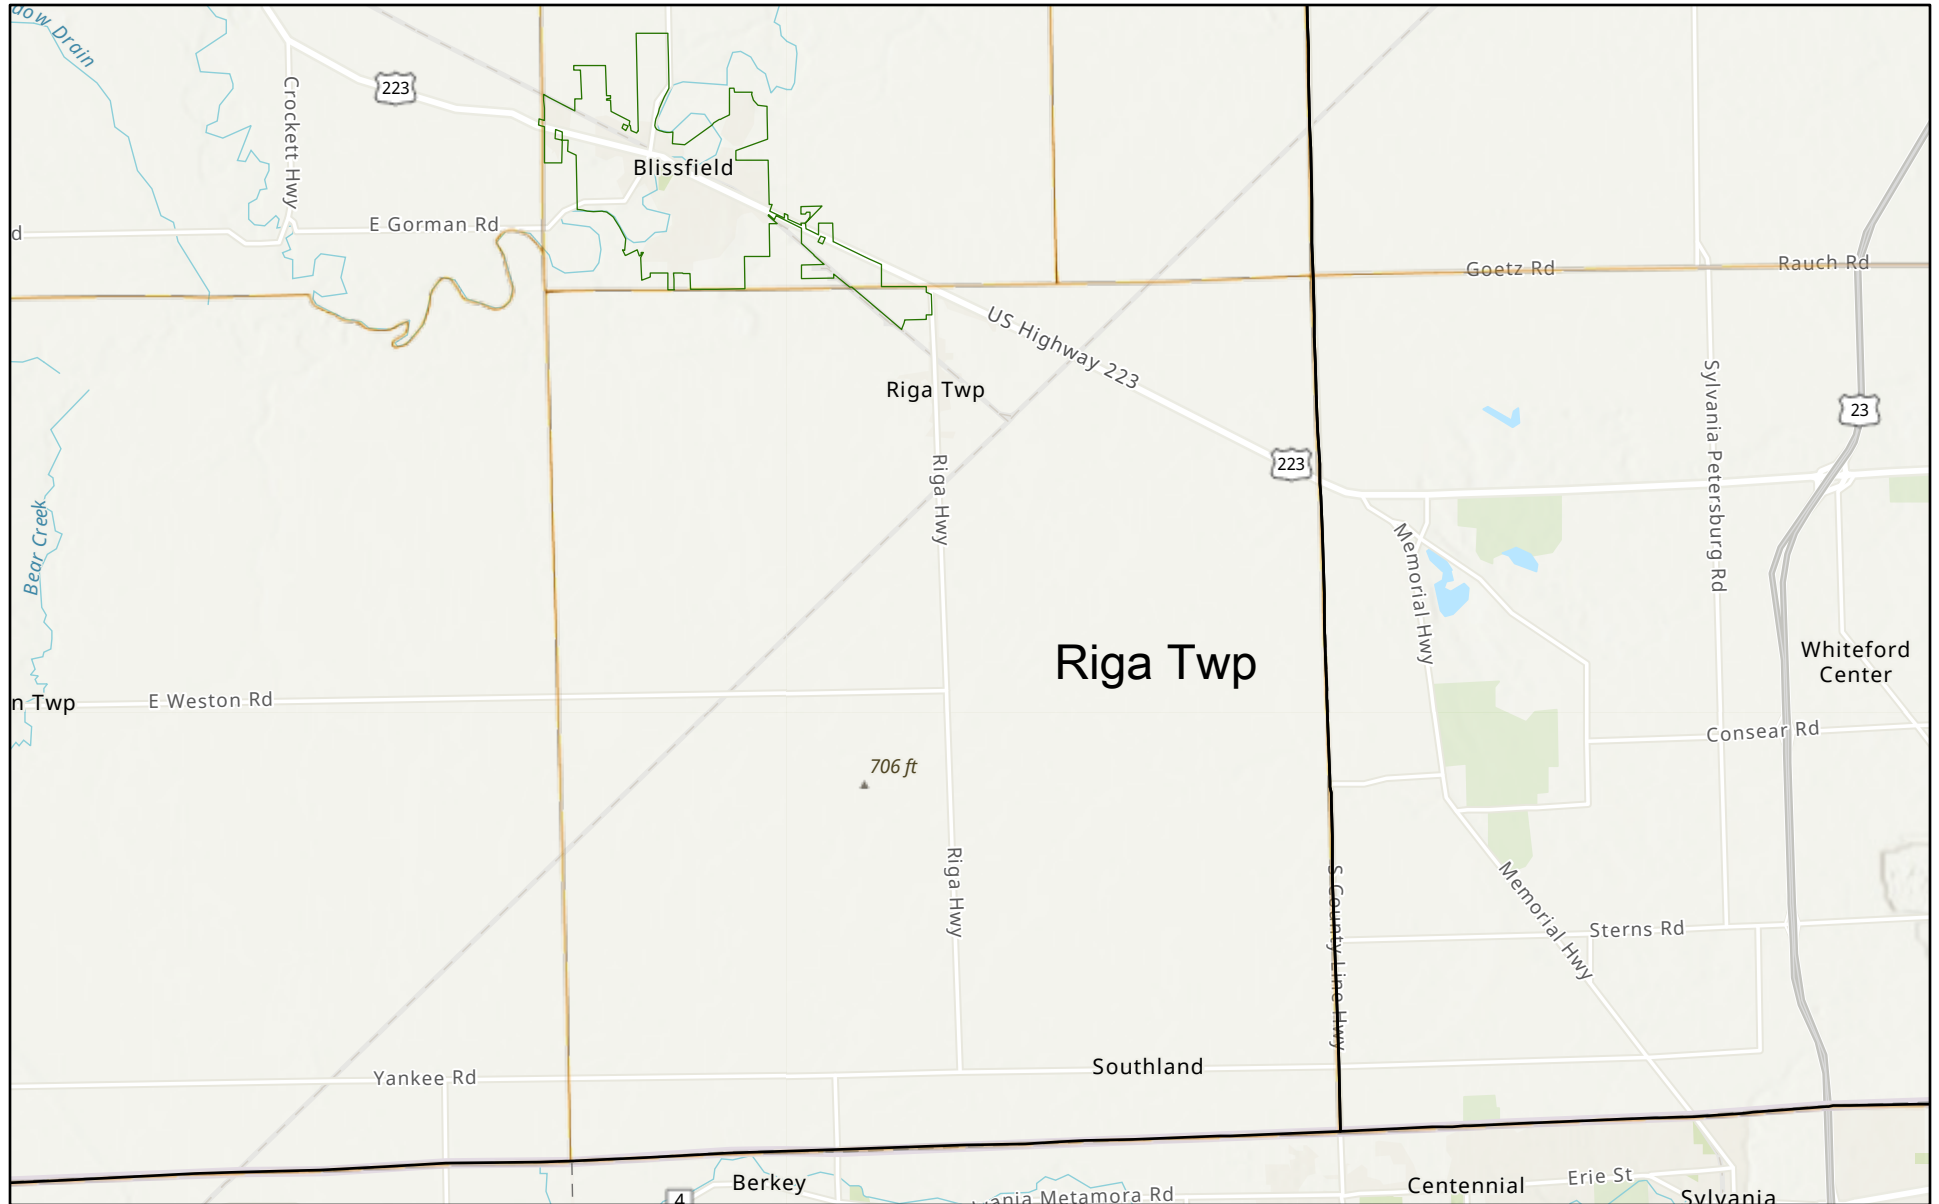 dow Drain
223
Crockett Hwy
Blissfield
d
E Gorman Rd
Goetz Rd
Rauch Rd
US Highway 223
Riga Twp
Sylvania Petersburg Rd
23
223
Riga Hwy
Bear Creek
Memorial Hwy
Riga Twp
Whiteford
Center
n Twp
E Weston Rd
Consear Rd
706 ft
Riga Hwy
S County Line Hwy
Memorial Hwy
Sterns Rd
Southland
Yankee Rd
Berkey
4
vania Metamora Rd
Centennial
Erie St
Sylvania